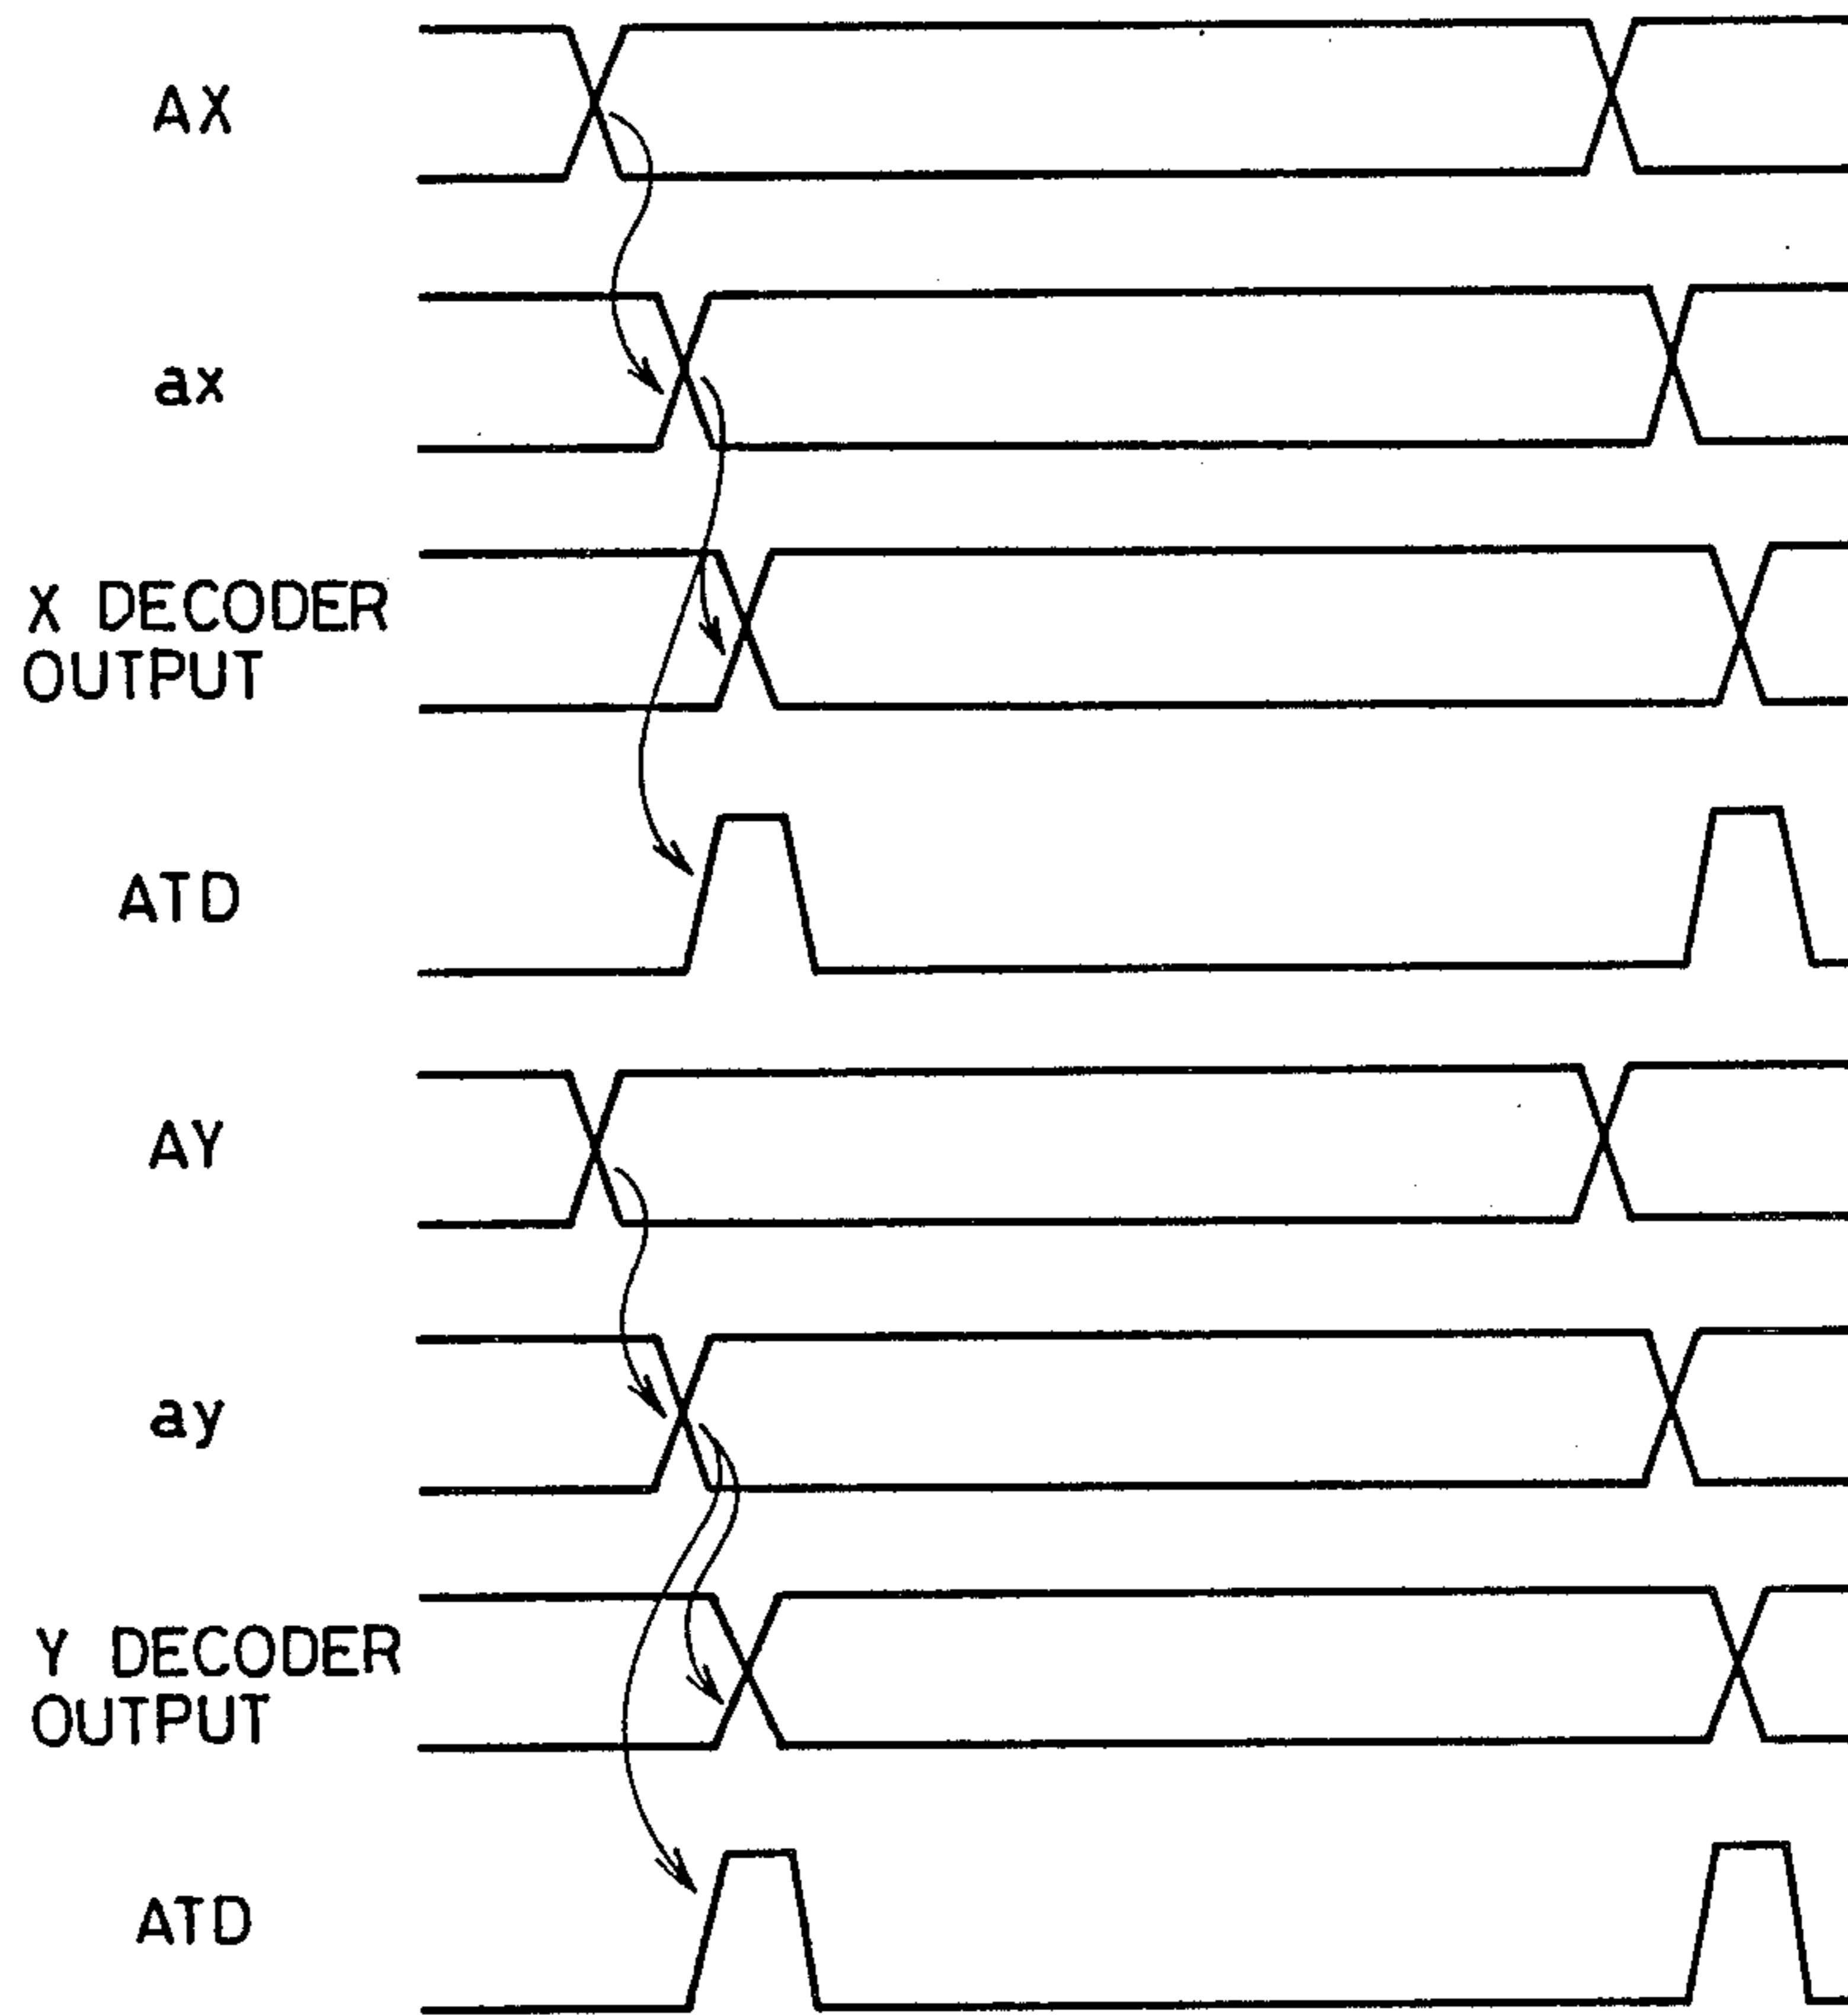 AX
ax
X DECODER
OUTPUT
ATD
AY
ay
Y DECODER
OUTPUT
ATD